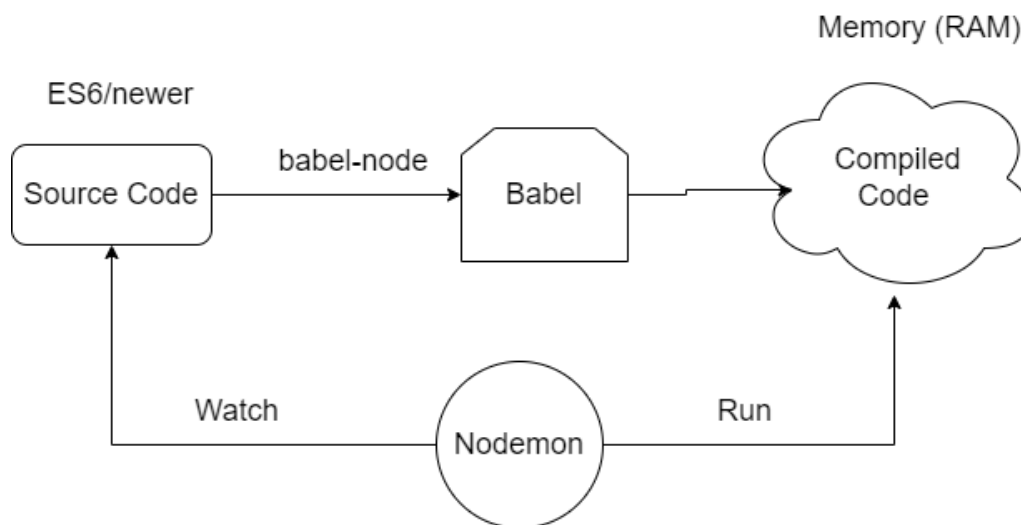 Memory (RAM)
ES6/newer
babel-node
Source Code
Babel
Compiled
Code
Watch
Run
Nodemon